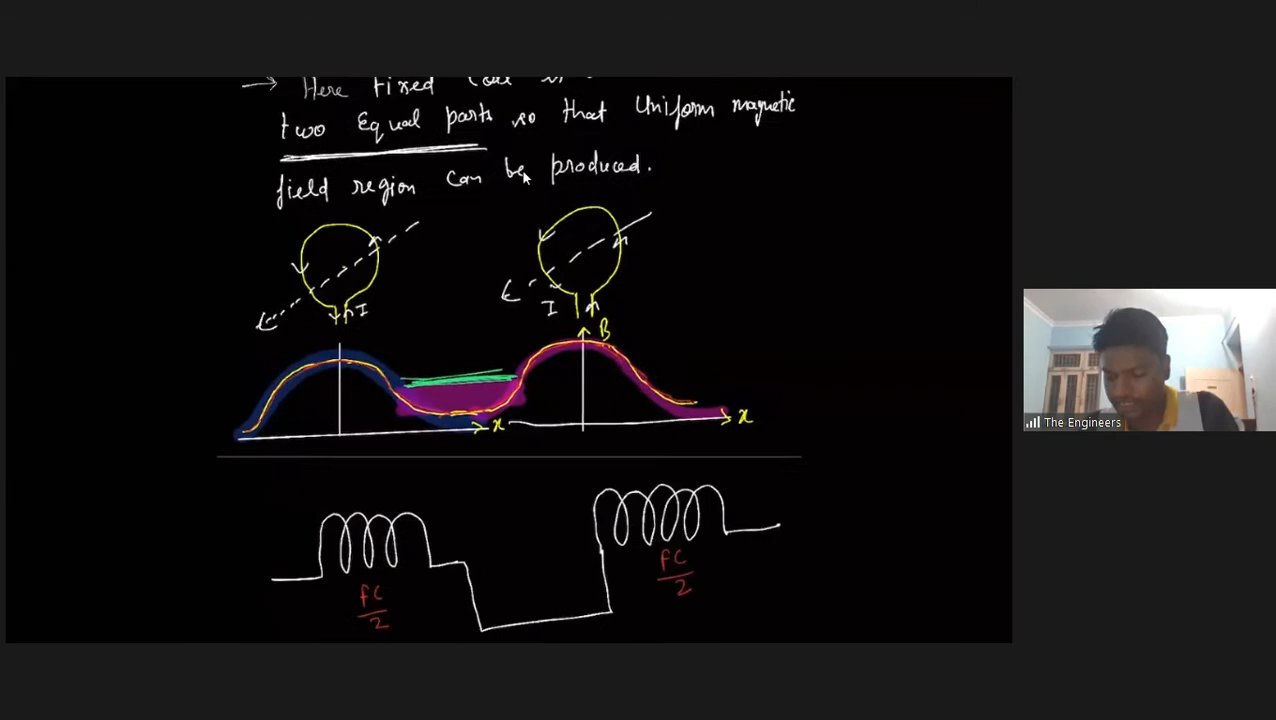 → Here fixed
two Equal parts so that Uniform magnetic
field region can be produced.
I
I
B
x
x
fC
2
fC
2
The Engineers